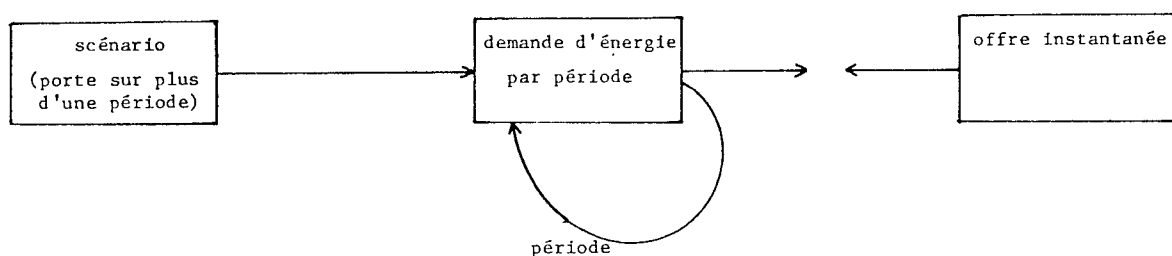 scénario
(porte sur plus
d'une période)
demande d'énergie
par période
offre instantanée
période